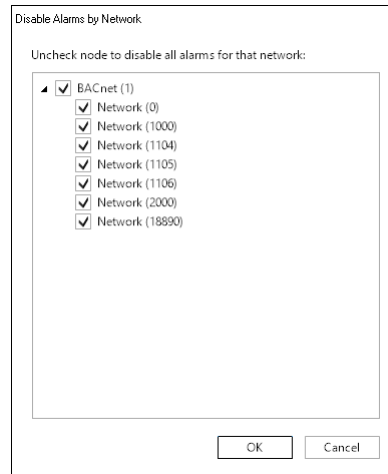 Disable Alarms by Network
Uncheck node to disable all alarms for that network:
BACnet (1)
Network (0)
Network (1000)
Network (1104)
Network (1105)
Network (1106)
Network (2000)
Network (18890)
OK Cancel